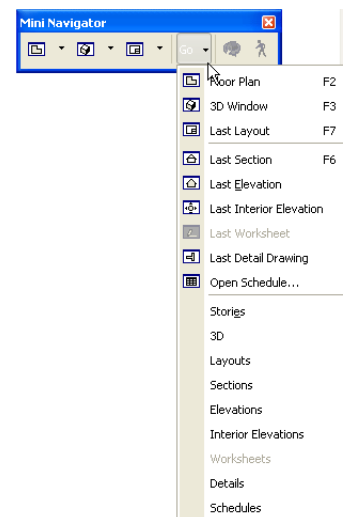 Mini Navigator
Go
Floor Plan F2
3D Window F3
Last Layout F7
Last Section F6
Last Elevation
Last Interior Elevation
Last Worksheet
Last Detail Drawing
Open Schedule...
Stories
3D
Layouts
Sections
Elevations
Interior Elevations
Worksheets
Details
Schedules